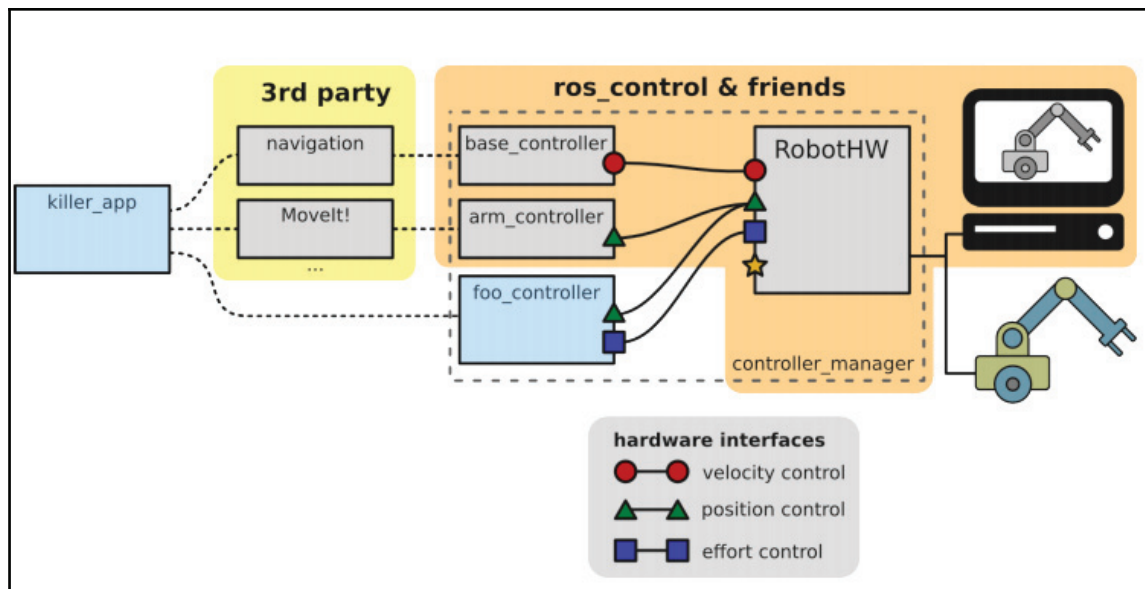 3rd party
ros_control & friends
navigation
base_controller
RobotHW
killer_app
MoveIt!
arm_controller
...
foo_controller
controller_manager
hardware interfaces
velocity control
position control
effort control